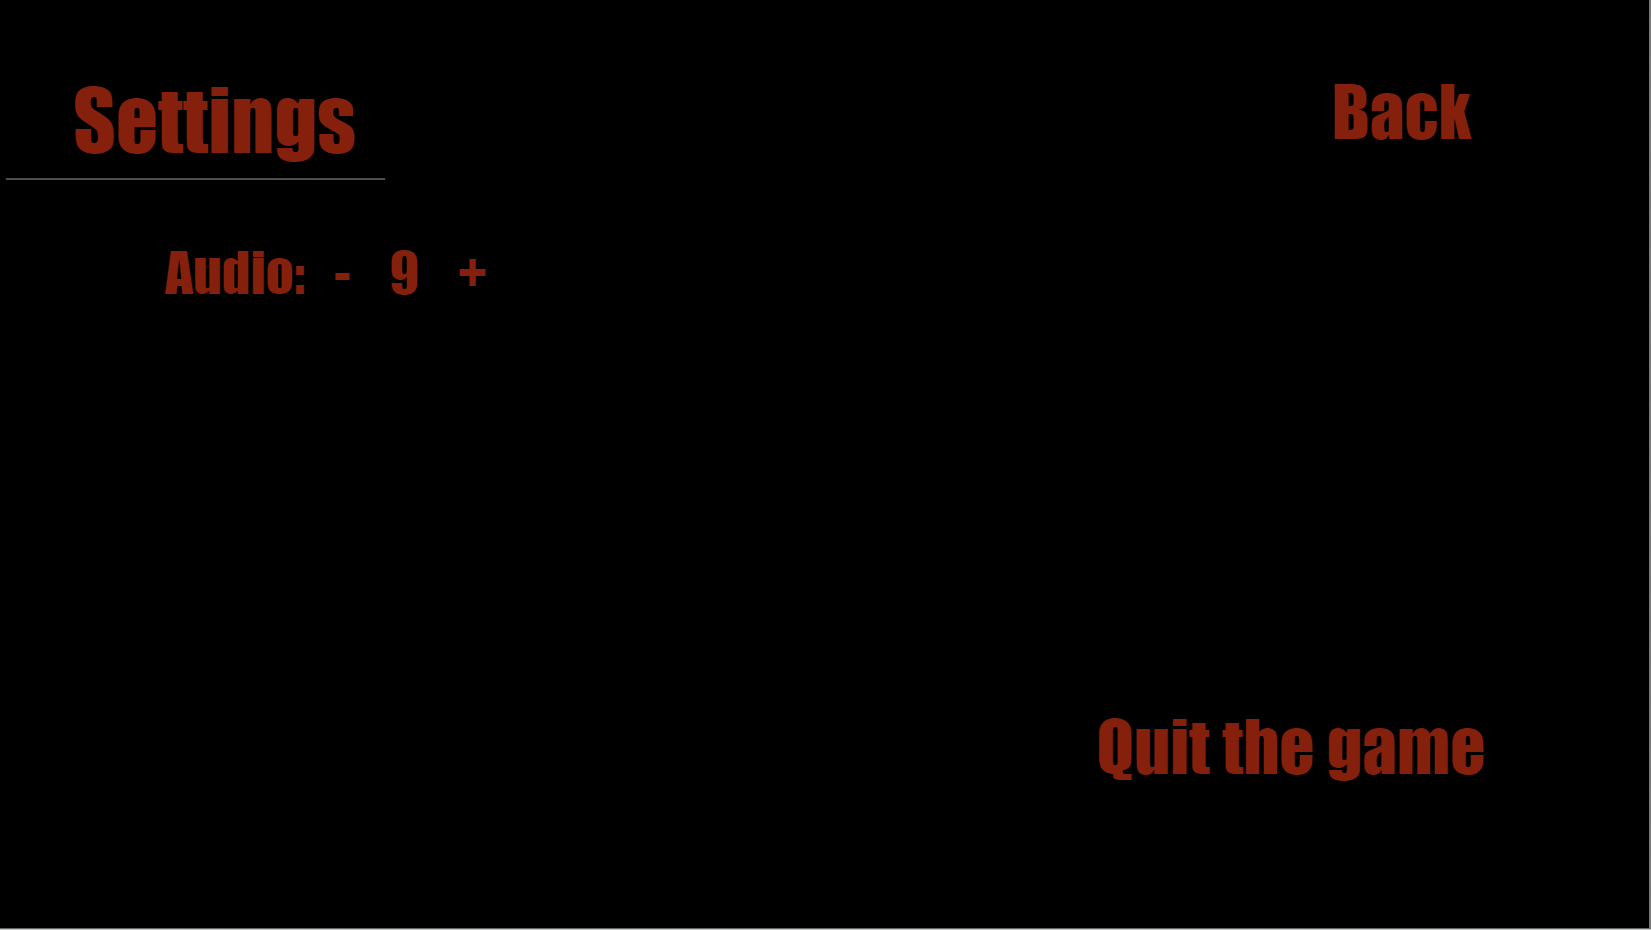 Settings
Back
Audio: - 9 +
Quit the game